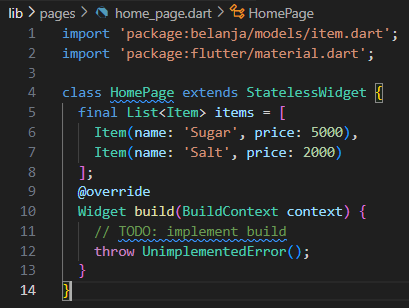 lib > pages > home_page.dart > HomePage
1 import 'package:belanja/models/item.dart';
2 import 'package:flutter/material.dart';
3
4 class HomePage extends StatelessWidget {
5   final List<Item> items = [
6     Item(name: 'Sugar', price: 5000),
7     Item(name: 'Salt', price: 2000)
8   ];
9   @override
10   Widget build(BuildContext context) {
11     // TODO: implement build
12     throw UnimplementedError();
13   }
14 }